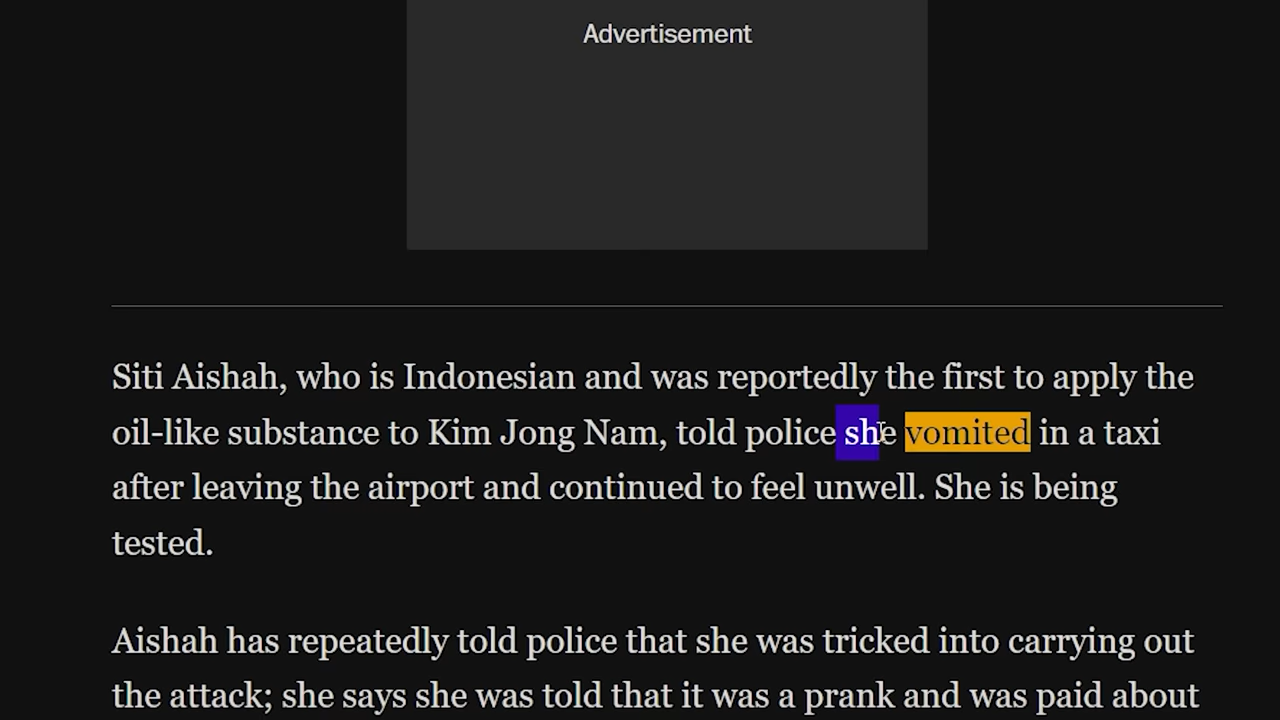 Advertisement
Siti Aishah, who is Indonesian and was reportedly the first to apply the
oil-like substance to Kim Jong Nam, told police she vomited in a taxi
after leaving the airport and continued to feel unwell. She is being
tested.
Aishah has repeatedly told police that she was tricked into carrying out
the attack; she says she was told that it was a prank and was paid about